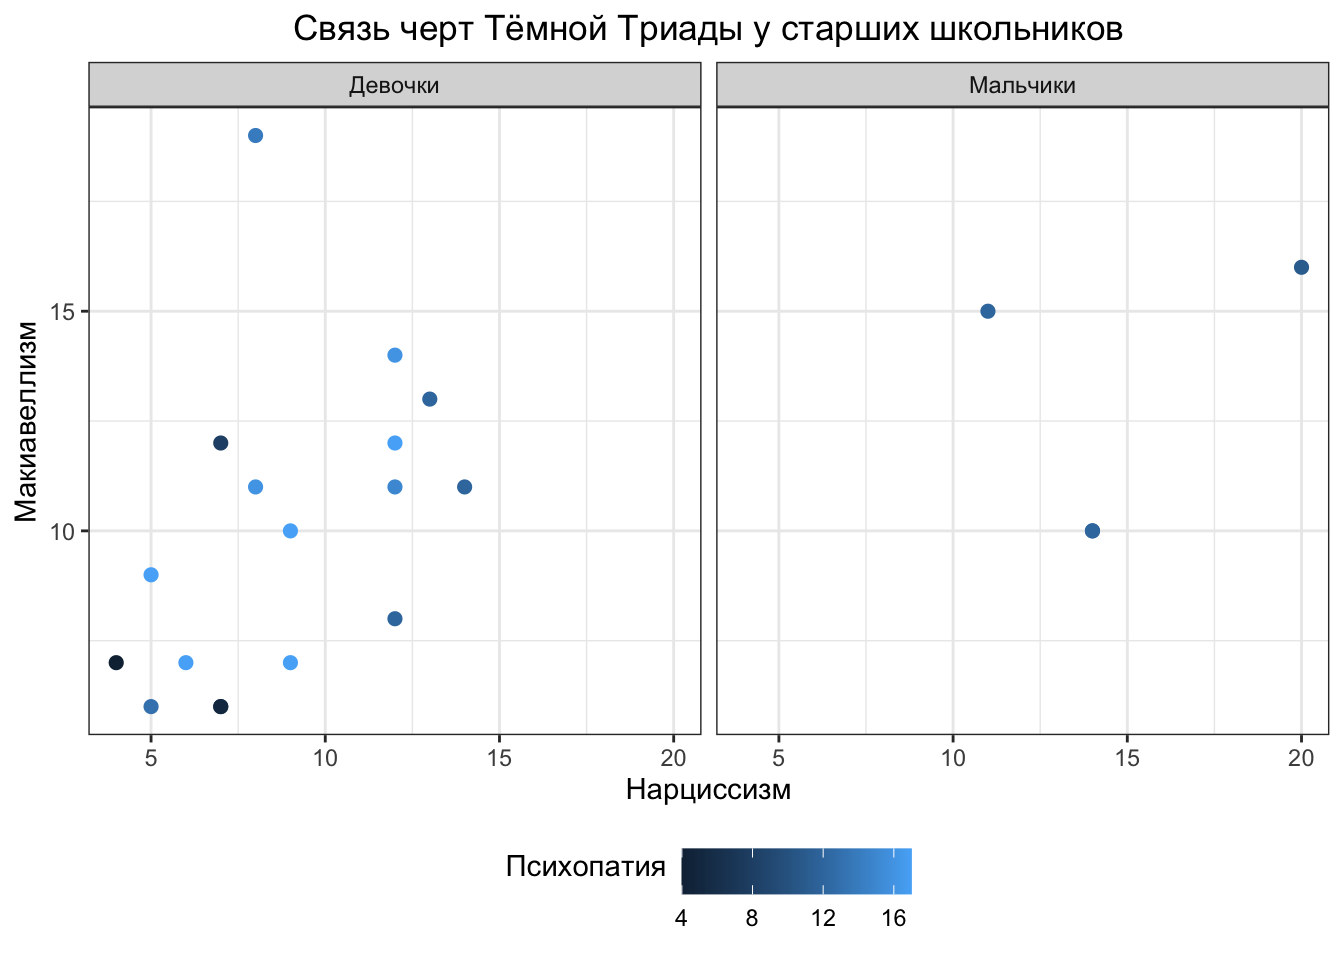 Связь черт Тёмной Триады у старших школьников
Девочки
Мальчики
Макиавеллизм
15
10
5 10 15 20
5 10 15 20
Нарциссизм
Психопатия
4 8 12 16